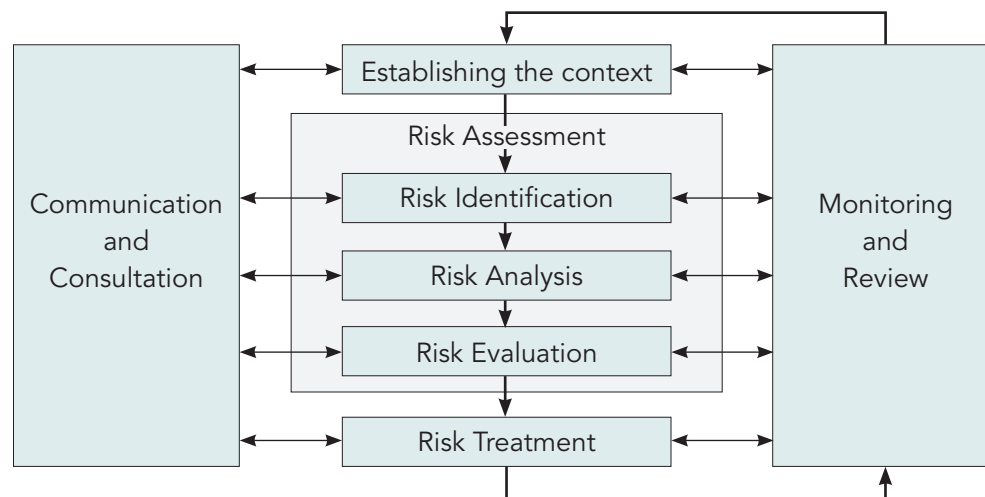 Establishing the context
Risk Assessment
Risk Identification
Risk Analysis
Risk Evaluation
Risk Treatment
Communication
and
Consultation
Monitoring
and
Review